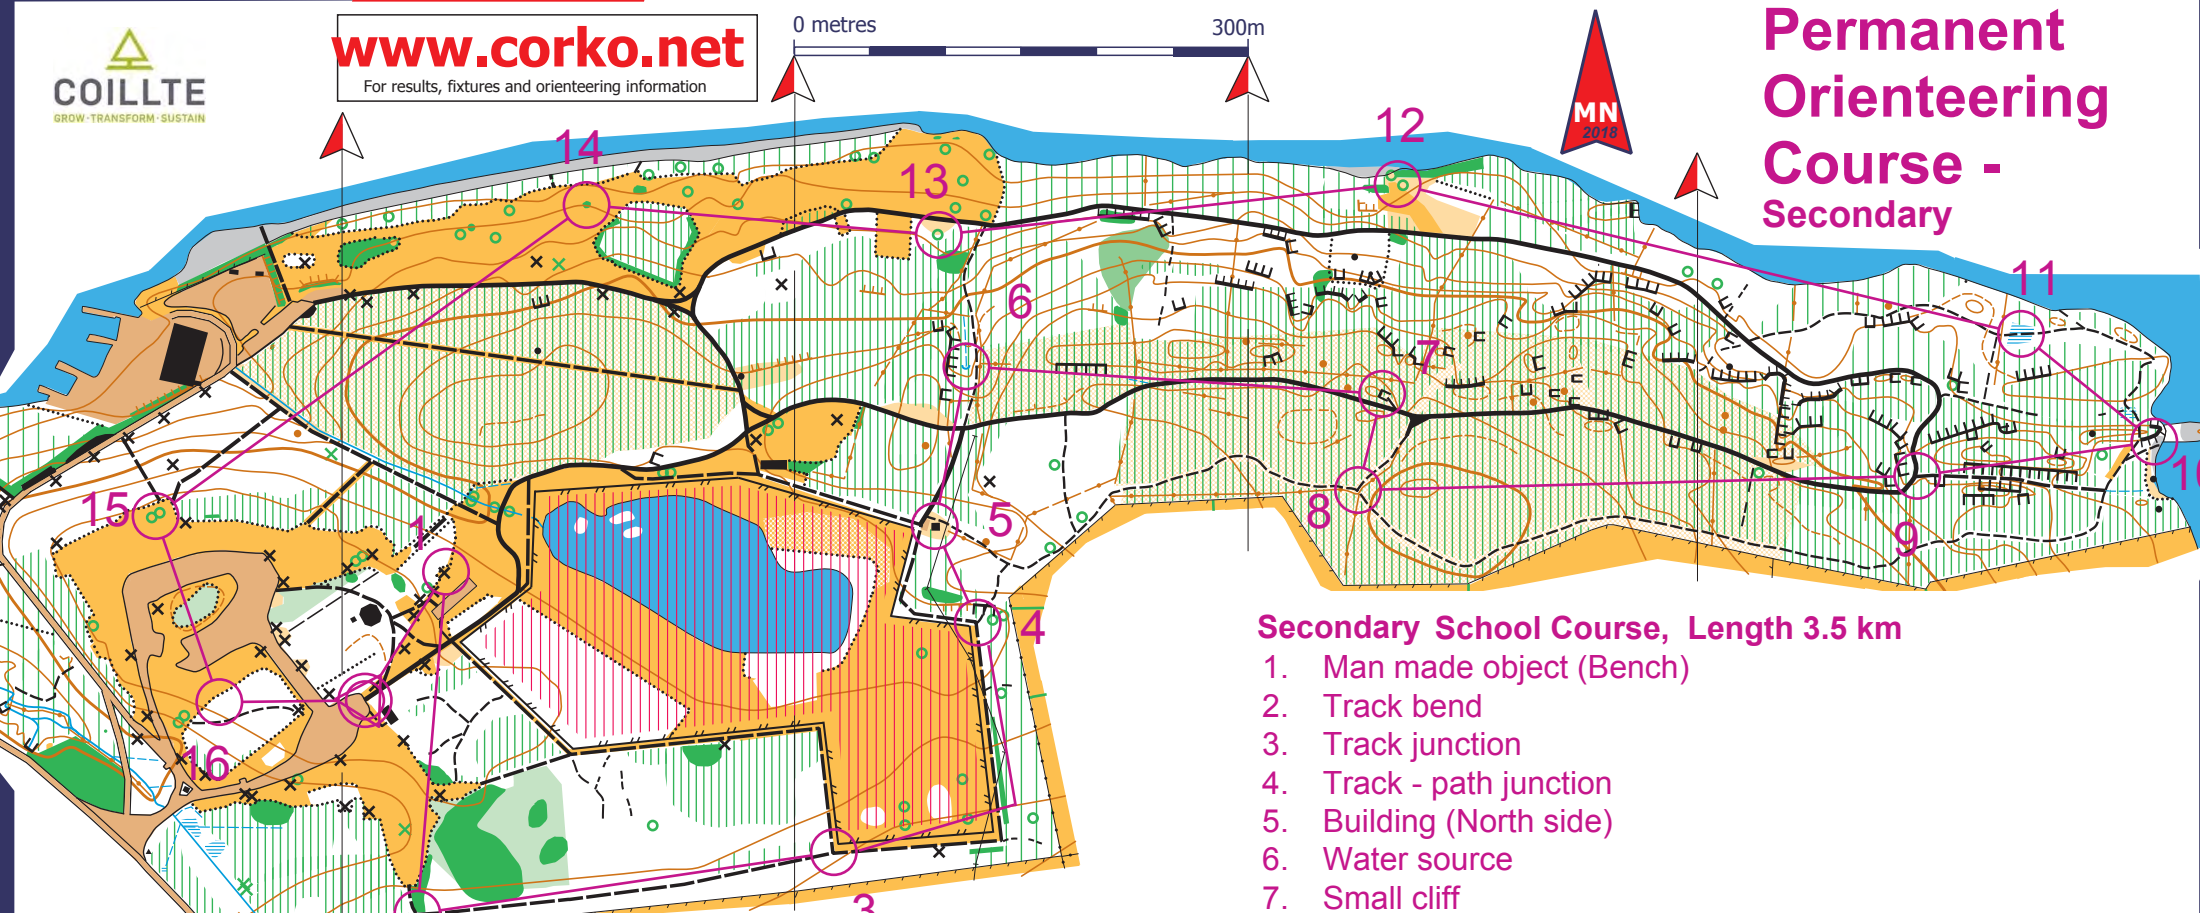 COILLTE
GROW·TRANSFORM·SUSTAIN
www.corko.net
For results, fixtures and orienteering information
0 metres
300m
MN
2018
Permanent
Orienteering
Course -
Secondary
14
13
12
11
6
7
15
1
5
8
9
10
4
16
3
Secondary School Course, Length 3.5 km
1. Man made object (Bench)
2. Track bend
3. Track junction
4. Track - path junction
5. Building (North side)
6. Water source
7. Small cliff